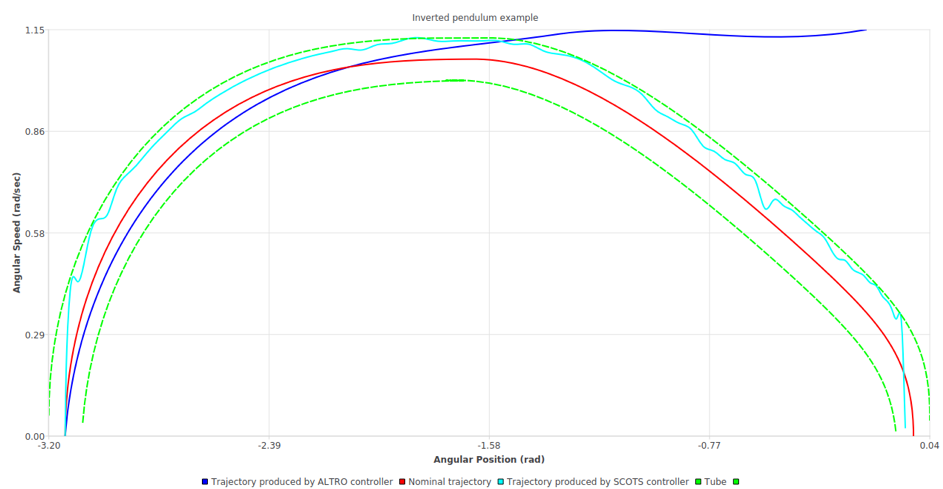 Inverted pendulum example
1.15
0.86
0.58
0.29
0.00
Angular Speed (rad/sec)
-3.20 -2.39 -1.58 -0.77 0.04
Angular Position (rad)
Trajectory produced by ALTRO controller Nominal trajectory Trajectory produced by SCOTS controller Tube